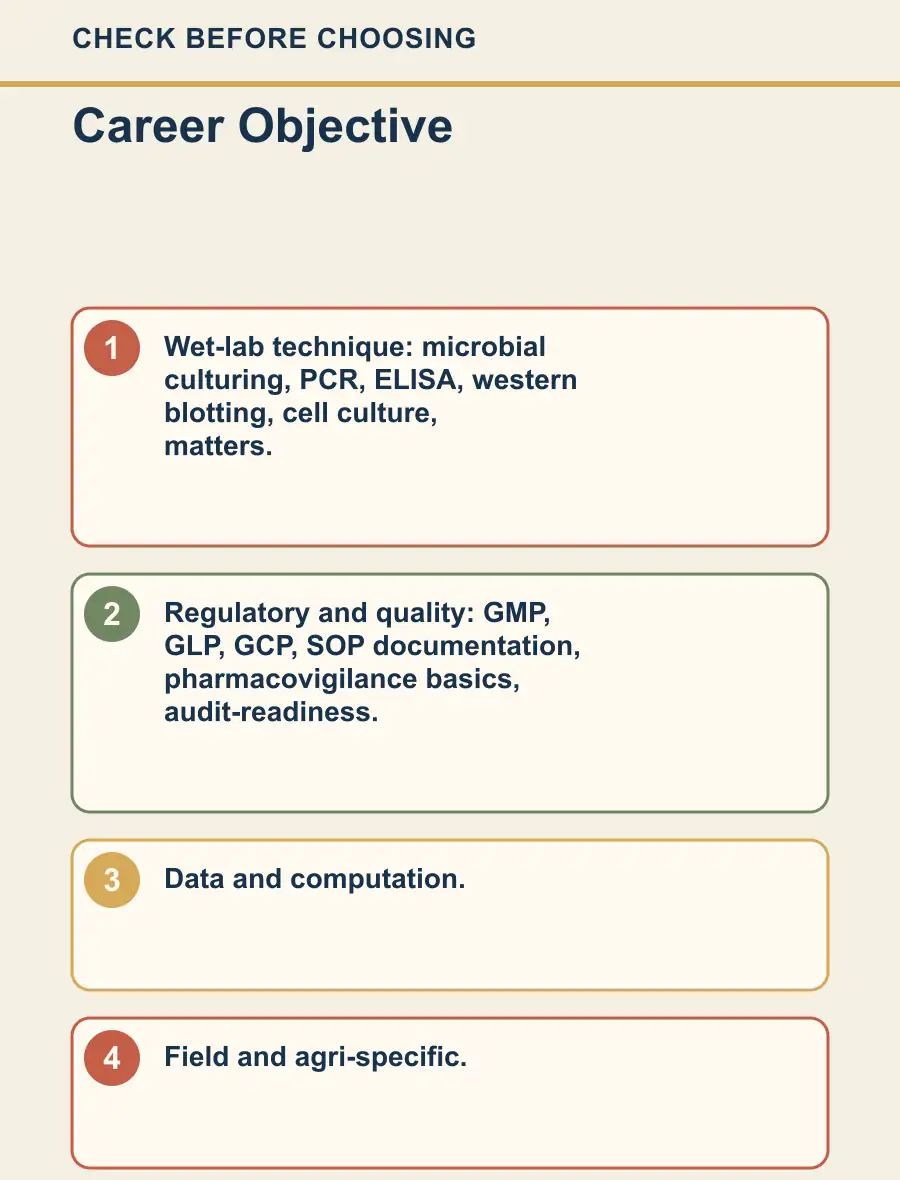 CHECK BEFORE CHOOSING
Career Objective
1
Wet-lab technique: microbial
culturing, PCR, ELISA, western
blotting, cell culture,
matters.
2
Regulatory and quality: GMP,
GLP, GCP, SOP documentation,
pharmacovigilance basics,
audit-readiness.
3
Data and computation.
4
Field and agri-specific.